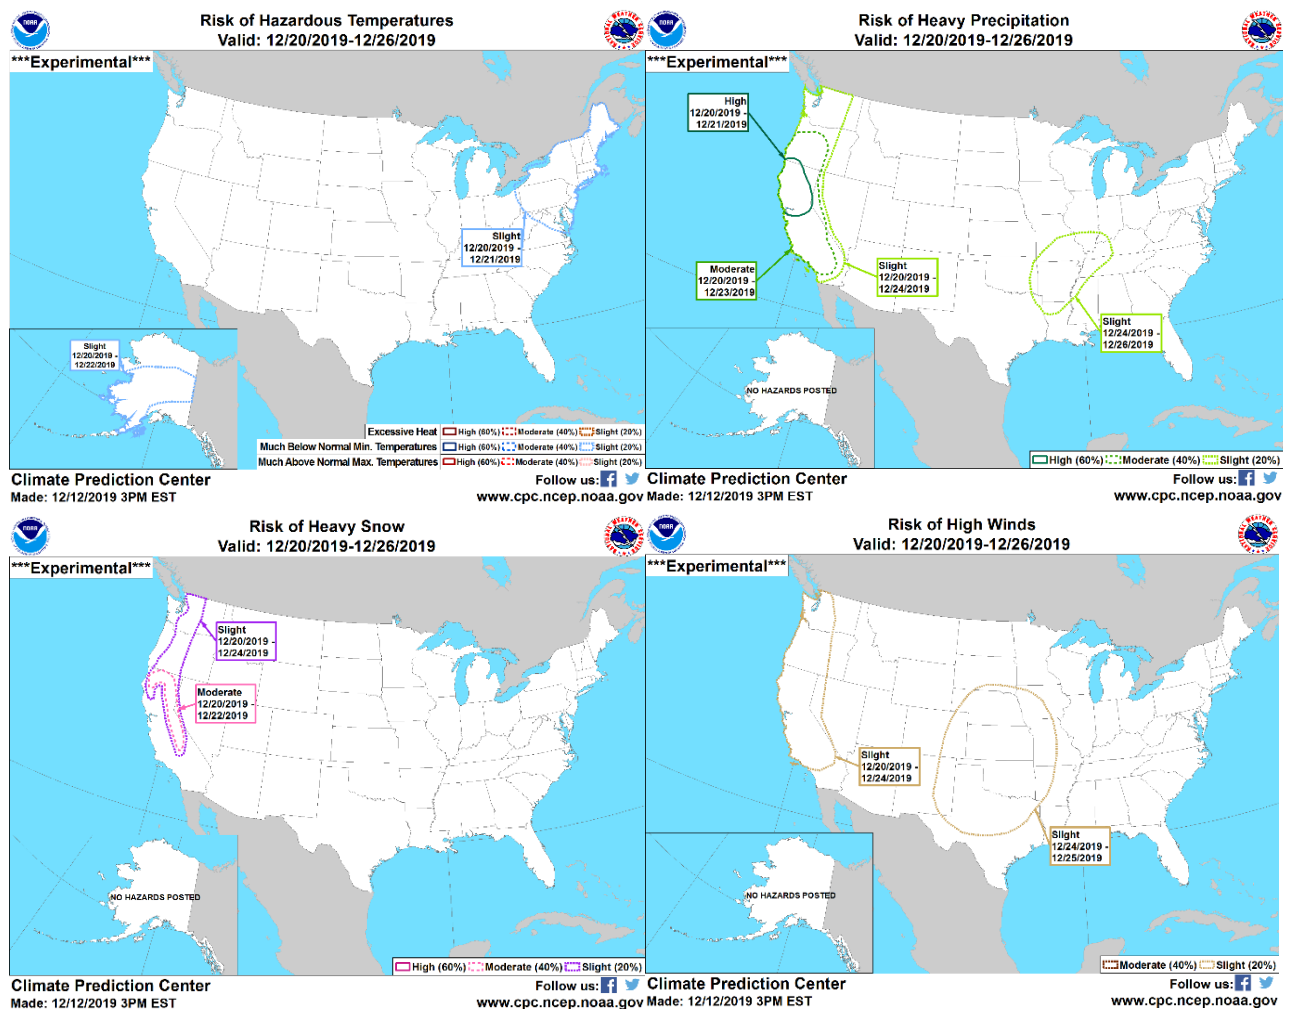 Risk of Hazardous Temperatures
Valid: 12/20/2019-12/26/2019
***Experimental***
NOAA
Slight
12/20/2019 -
12/21/2019
Slight
12/20/2019 -
12/22/2019
Excessive Heat High (60%) Moderate (40%) Slight (20%)
Much Below Normal Min. Temperatures High (60%) Moderate (40%) Slight (20%)
Much Above Normal Max. Temperatures High (60%) Moderate (40%) Slight (20%)
Climate Prediction Center
Made: 12/12/2019 3PM EST
Follow us:
www.cpc.ncep.noaa.gov
Risk of Heavy Precipitation
Valid: 12/20/2019-12/26/2019
***Experimental***
NOAA
High
12/20/2019 -
12/21/2019
Moderate
12/20/2019 -
12/23/2019
Slight
12/20/2019 -
12/24/2019
Slight
12/24/2019 -
12/26/2019
NO HAZARDS POSTED
High (60%) Moderate (40%) Slight (20%)
Climate Prediction Center
Made: 12/12/2019 3PM EST
Follow us:
www.cpc.ncep.noaa.gov
Risk of Heavy Snow
Valid: 12/20/2019-12/26/2019
***Experimental***
NOAA
Slight
12/20/2019 -
12/24/2019
Moderate
12/20/2019 -
12/22/2019
NO HAZARDS POSTED
High (60%) Moderate (40%) Slight (20%)
Climate Prediction Center
Made: 12/12/2019 3PM EST
Follow us:
www.cpc.ncep.noaa.gov
Risk of High Winds
Valid: 12/20/2019-12/26/2019
***Experimental***
NOAA
Slight
12/20/2019 -
12/24/2019
Slight
12/24/2019 -
12/25/2019
NO HAZARDS POSTED
Moderate (40%) Slight (20%)
Climate Prediction Center
Made: 12/12/2019 3PM EST
Follow us:
www.cpc.ncep.noaa.gov